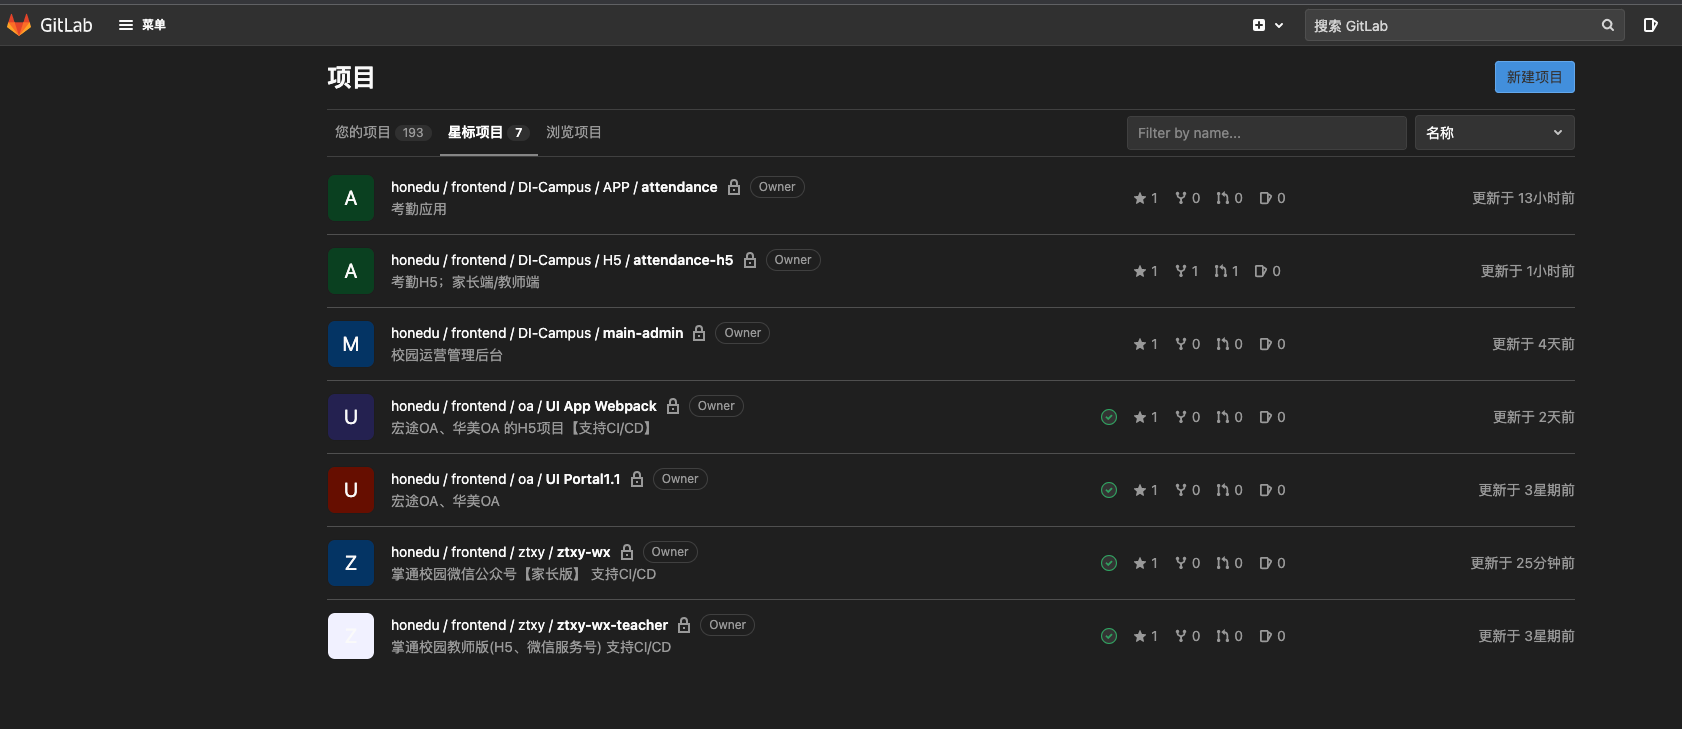 GitLab 菜单 搜索 GitLab
项目 新建项目
您的项目 193 星标项目 7 浏览项目 Filter by name... 名称
A honedu / frontend / DI-Campus / APP / attendance Owner 1 0 0 0 更新于 13小时前
考勤应用
A honedu / frontend / DI-Campus / H5 / attendance-h5 Owner 1 1 1 0 更新于 1小时前
考勤H5；家长端/教师端
M honedu / frontend / DI-Campus / main-admin Owner 1 0 0 0 更新于 4天前
校园运营管理后台
U honedu / frontend / oa / UI App Webpack Owner 1 0 0 0 更新于 2天前
宏途OA、华美OA 的H5项目【支持CI/CD】
U honedu / frontend / oa / UI Portal1.1 Owner 1 0 0 0 更新于 3星期前
宏途OA、华美OA
Z honedu / frontend / ztxy / ztxy-wx Owner 1 0 0 0 更新于 25分钟前
掌通校园微信公众号【家长版】 支持CI/CD
Z honedu / frontend / ztxy / ztxy-wx-teacher Owner 1 0 0 0 更新于 3星期前
掌通校园教师版(H5、微信服务号) 支持CI/CD